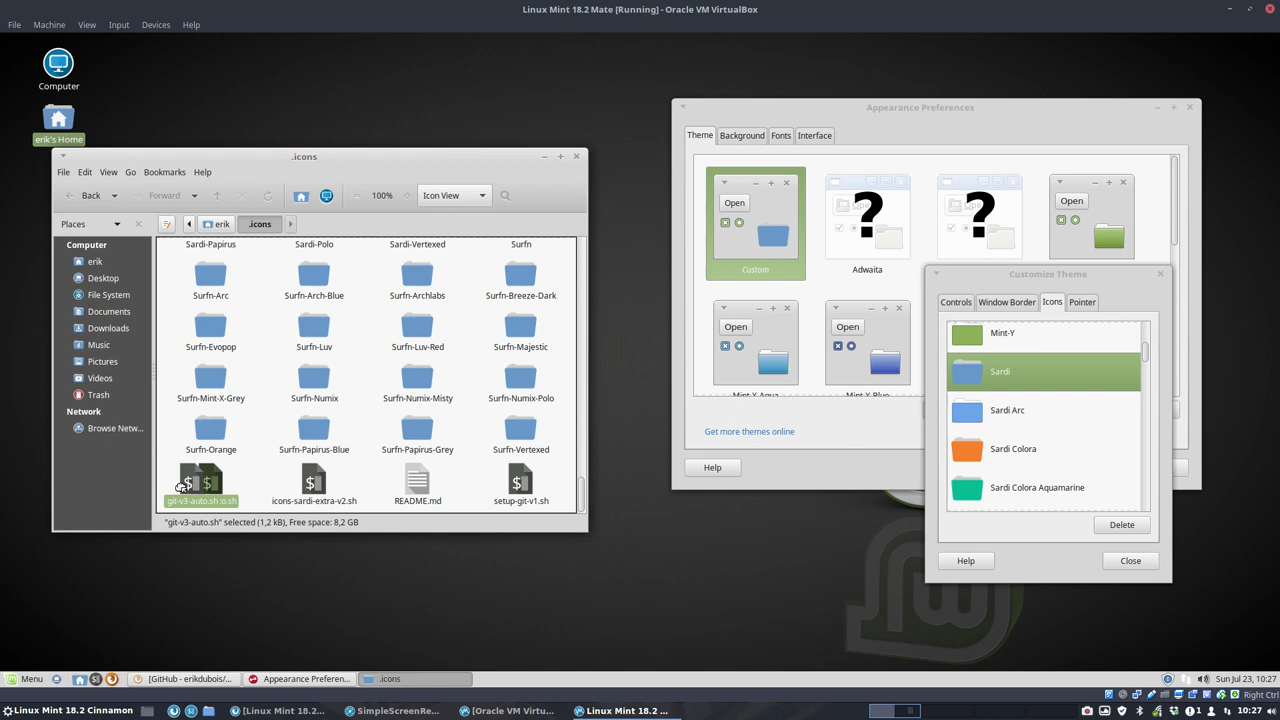 Linux Mint 18.2 Mate [Running] - Oracle VM VirtualBox
File Machine View Input Devices Help
Computer
erik's Home
.icons
File Edit View Go Bookmarks Help
Back Forward 100% Icon View
Places erik .icons
Computer
erik
Desktop
File System
Documents
Downloads
Music
Pictures
Videos
Trash
Network
Browse Netw...
Sardi-Papirus Sardi-Polo Sardi-Vertexed Surfn
Surfn-Arc Surfn-Arch-Blue Surfn-Archlabs Surfn-Breeze-Dark
Surfn-Evopop Surfn-Luv Surfn-Luv-Red Surfn-Majestic
Surfn-Mint-X-Grey Surfn-Numix Surfn-Numix-Misty Surfn-Numix-Polo
Surfn-Orange Surfn-Papirus-Blue Surfn-Papirus-Grey Surfn-Vertexed
git-v3-auto.sh icons-sardi-extra-v2.sh README.md setup-git-v1.sh
"git-v3-auto.sh" selected (1,2 kB), Free space: 8,2 GB
Appearance Preferences
Theme Background Fonts Interface
Open Open Open
Custom Adwaita
Open Open
Mint-X-Aqua Mint-X-Blue
Get more themes online
Help
Customize Theme
Controls Window Border Icons Pointer
Mint-Y
Sardi
Sardi Arc
Sardi Colora
Sardi Colora Aquamarine
Delete
Help Close
Menu [GitHub - erikdubois/... Appearance Preferen... .icons Sun Jul 23, 10:27
Right Ctrl
Linux Mint 18.2 Cinnamon [Linux Mint 18.2... SimpleScreenRe... [Oracle VM Virtu... Linux Mint 18.2 ... 1 10:27